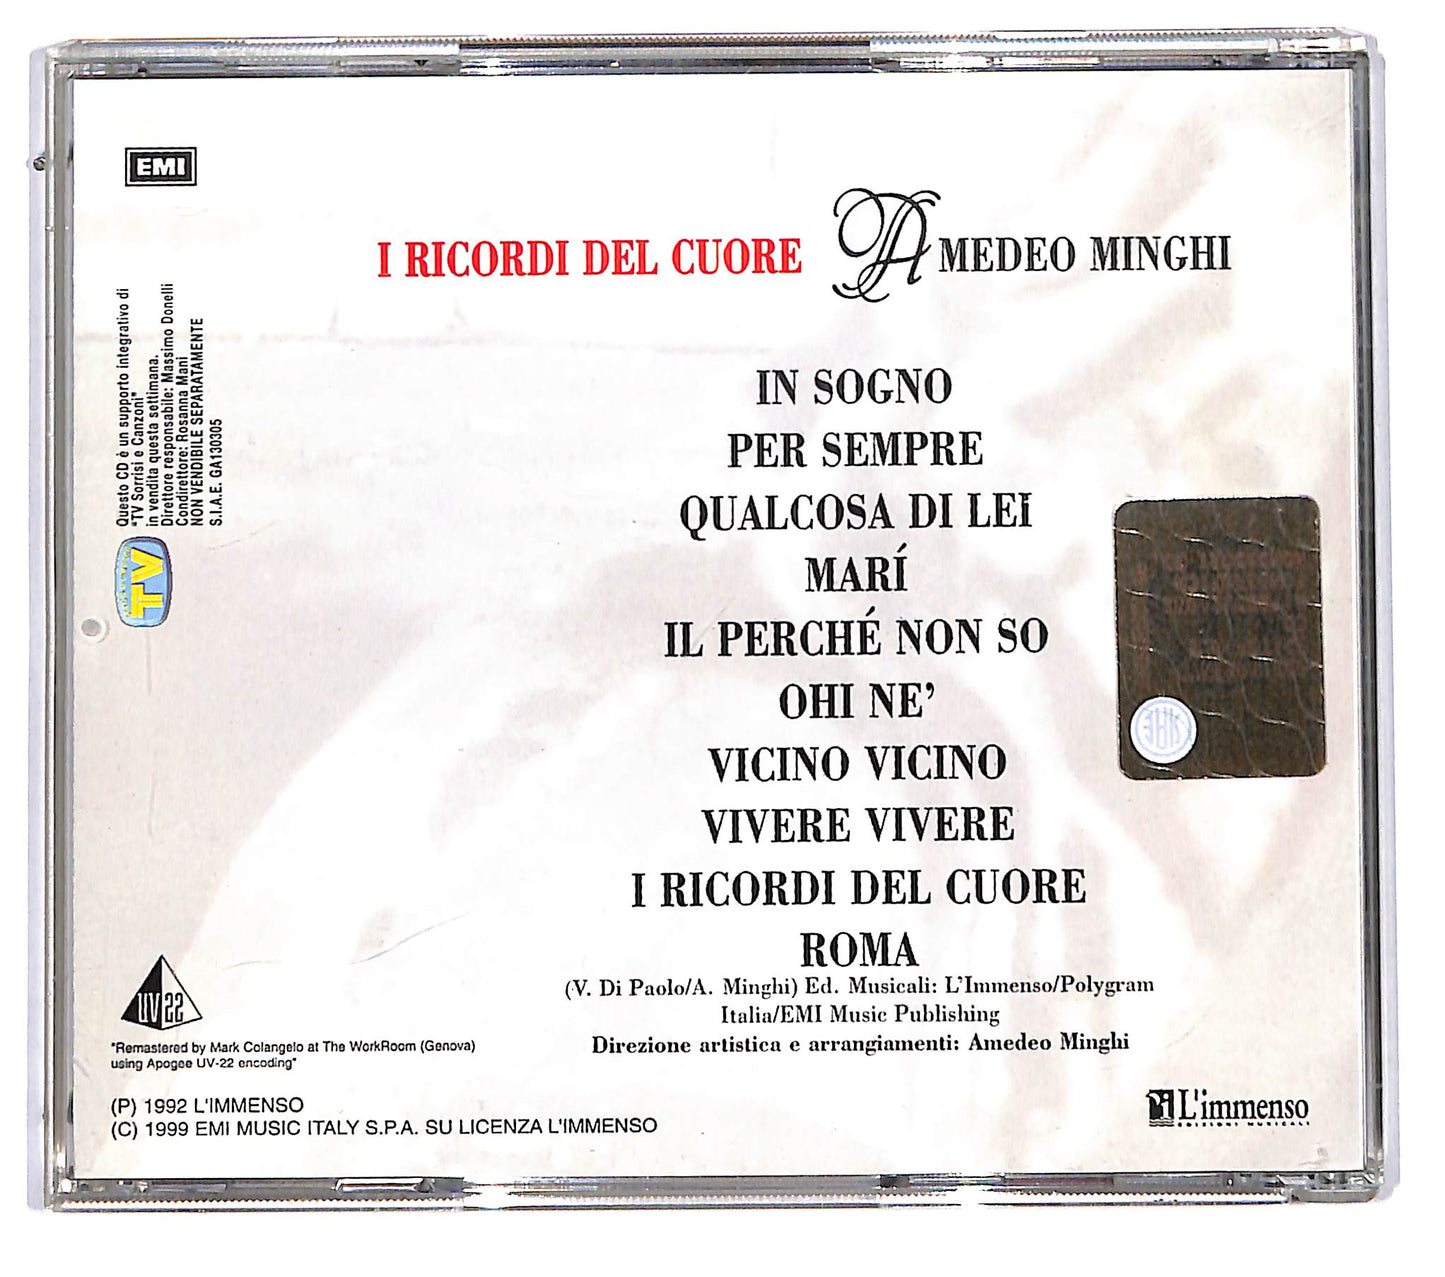 EMI
I RICORDI DEL CUORE AMEDEO MINGHI
Questo CD è un supporto integrativo di
"TV Sorrisi e Canzoni"
in vendita questa settimana.
Direttore responsabile: Massimo Donelli
Condirettore: Rosanna Mani
NON VENDIBILE SEPARATAMENTE
S.I.A.E. GA130305
TV
IN SOGNO
PER SEMPRE
QUALCOSA DI LEI
MARÍ
IL PERCHÉ NON SO
OHI NE'
VICINO VICINO
VIVERE VIVERE
I RICORDI DEL CUORE
ROMA
(V. Di Paolo/A. Minghi) Ed. Musicali: L'Immenso/Polygram
Italia/EMI Music Publishing
Direzione artistica e arrangiamenti: Amedeo Minghi
UV22
"Remastered by Mark Colangelo at The WorkRoom (Genova)
using Apogee UV-22 encoding"
(P) 1992 L'IMMENSO
(C) 1999 EMI MUSIC ITALY S.P.A. SU LICENZA L'IMMENSO
L'immenso
EDIZIONI MUSICALI